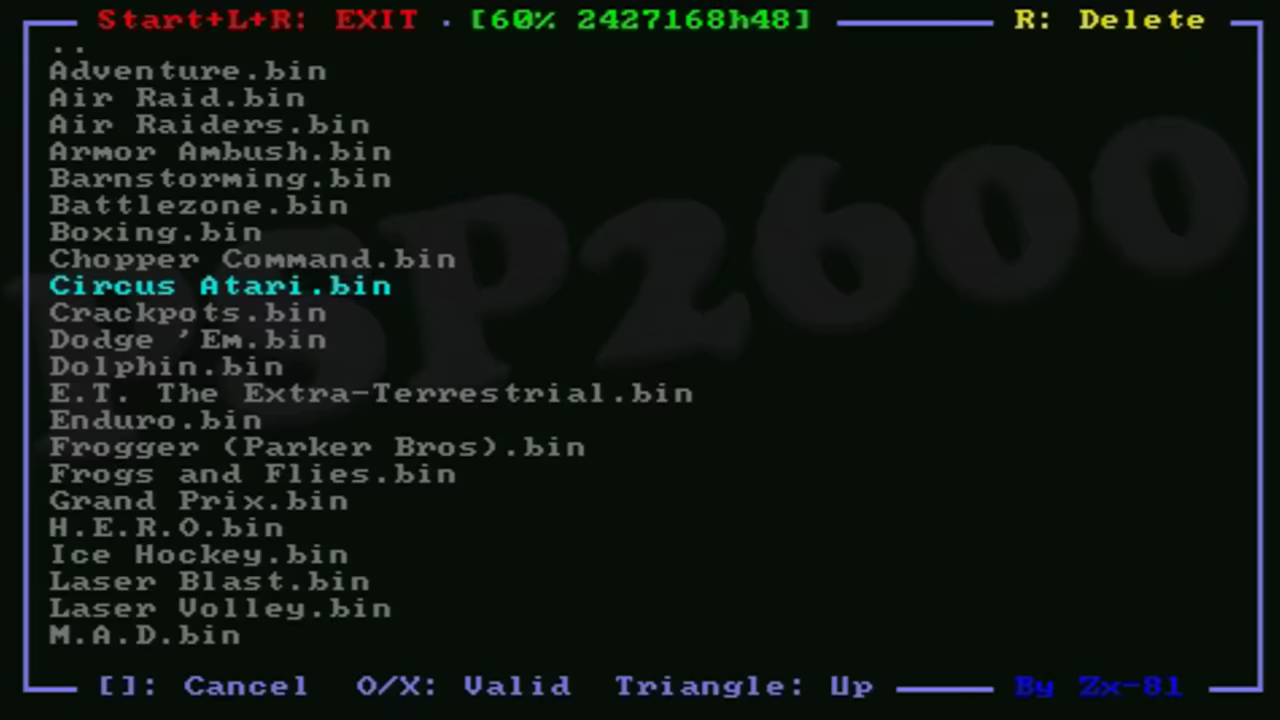 Start+L+R: EXIT · [60% 2427168h48] R: Delete
..
Adventure.bin
Air Raid.bin
Air Raiders.bin
Armor Ambush.bin
Barnstorming.bin
Battlezone.bin
Boxing.bin
Chopper Command.bin
Circus Atari.bin
Crackpots.bin
Dodge 'Em.bin
Dolphin.bin
E.T. The Extra-Terrestrial.bin
Enduro.bin
Frogger (Parker Bros).bin
Frogs and Flies.bin
Grand Prix.bin
H.E.R.O.bin
Ice Hockey.bin
Laser Blast.bin
Laser Volley.bin
M.A.D.bin
[]: Cancel O/X: Valid Triangle: Up By Zx-81
PSP2600